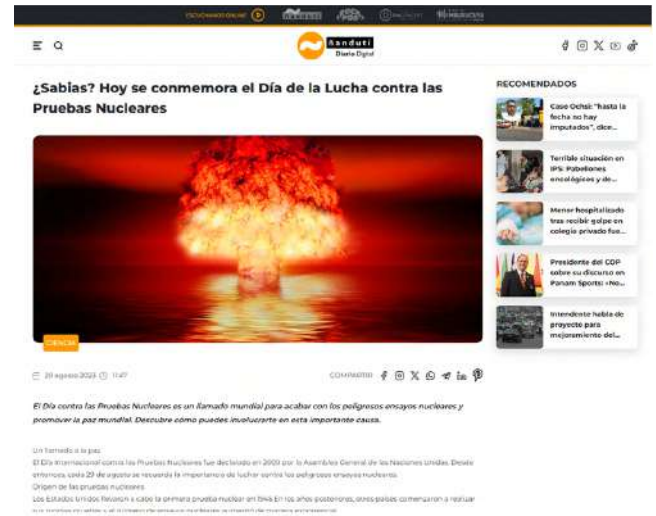 ESCUCHANOS ONLINE
Ñanduti
Diario Digital
¿Sabias? Hoy se conmemora el Día de la Lucha contra las
Pruebas Nucleares
CIENCIA
agosto 2023
COMPARTIR
El Día contra las Pruebas Nucleares es un llamado mundial para acabar con los peligrosos ensayos nucleares y
promover la paz mundial. Descubre cómo puedes involucrarte en esta importante causa.
Un llamado a la paz
El Día Internacional contra las Pruebas Nucleares fue declarado en 2009 por la Asamblea General de las Naciones Unidas. Desde
entonces, cada 29 de agosto se recuerda la importancia de luchar contra los peligrosos ensayos nucleares.
Origen de las pruebas nucleares
Los Estados Unidos llevaron a cabo la primera prueba nuclear en 1945. En los años posteriores, otros países comenzaron a realizar
RECOMENDADOS
Caso Ochsi: "hasta la
fecha no hay
imputados", dice...
Terrible situación en
IPS: Pabellones
oncológicos y de...
Menor hospitalizado
tras recibir golpe en
colegio privado fue...
Presidente del COP
sobre su discurso en
Panam Sports: «No...
Intendente habla de
proyecto para
mejoramiento del...